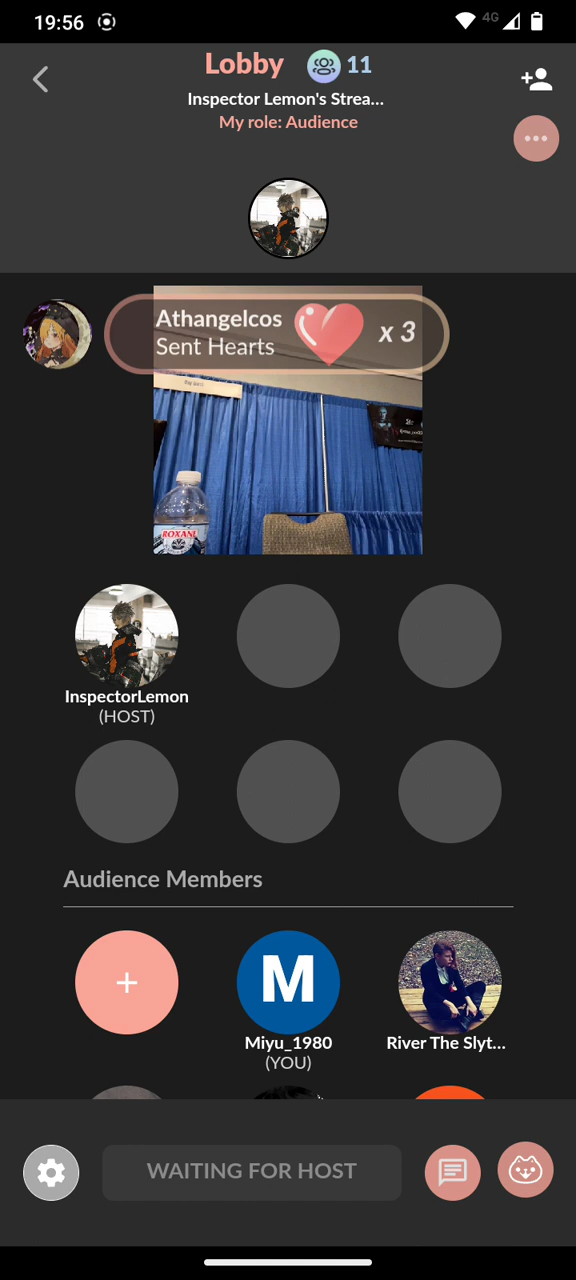 19:56
4G
Lobby
11
Inspector Lemon's Strea...
My role: Audience
Athangelcos
Sent Hearts
x 3
ROXANE
InspectorLemon
(HOST)
Audience Members
+
M
Miyu_1980
(YOU)
River The Slyt...
WAITING FOR HOST